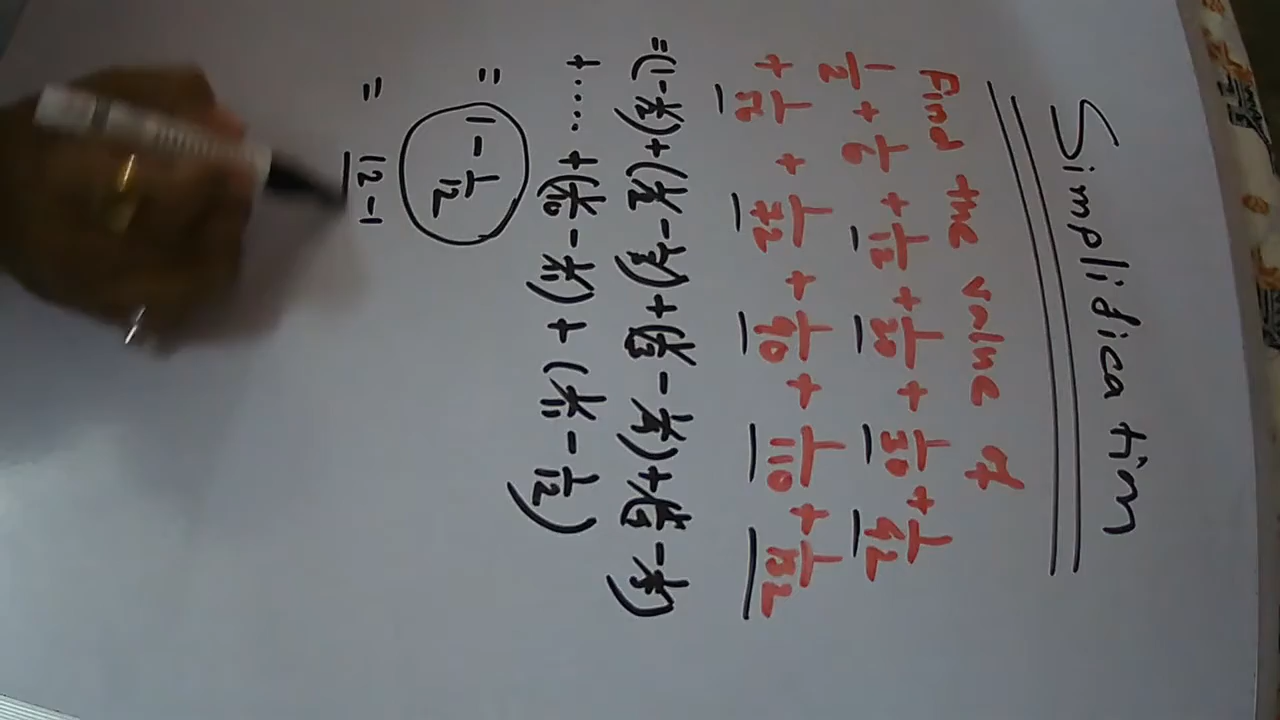 Simplification
Find the value of
1/2 + 1/6 + 1/12 + 1/20 + 1/30 + 1/42
+ 1/56 + 1/72 + 1/90 + 1/110 + 1/132
= (1 - 1/2) + (1/2 - 1/3) + (1/3 - 1/4) + (1/4 - 1/5)
+ ..... + (1/10 - 1/11) + (1/11 - 1/12)
= 1 - 1/12
= 12 - 1